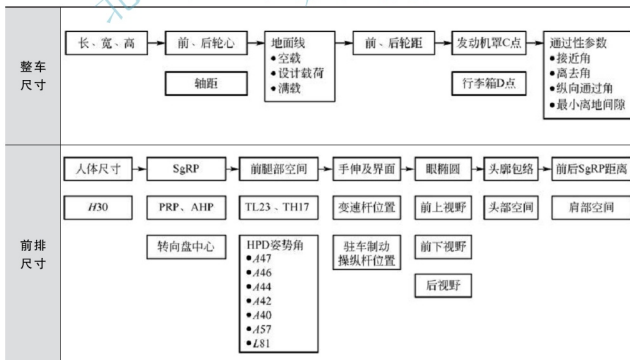 整车
尺寸
长、宽、高
前、后轮心
轴距
地面线
●空载
●设计载荷
●满载
前、后轮距
发动机罩C点
行李箱D点
通过性参数
●接近角
●离去角
●纵向通过角
●最小离地间隙
前排
尺寸
人体尺寸
SgRP
前腿部空间
手伸及界面
眼椭圆
头廓包络
前后SgRP距离
H30
PRP、AHP
TL23、TH17
变速杆位置
前上视野
头部空间
肩部空间
转向盘中心
HPD姿势角
●A47
●A46
●A44
●A42
●A40
●A57
●L81
驻车制动
操纵杆位置
前下视野
后视野